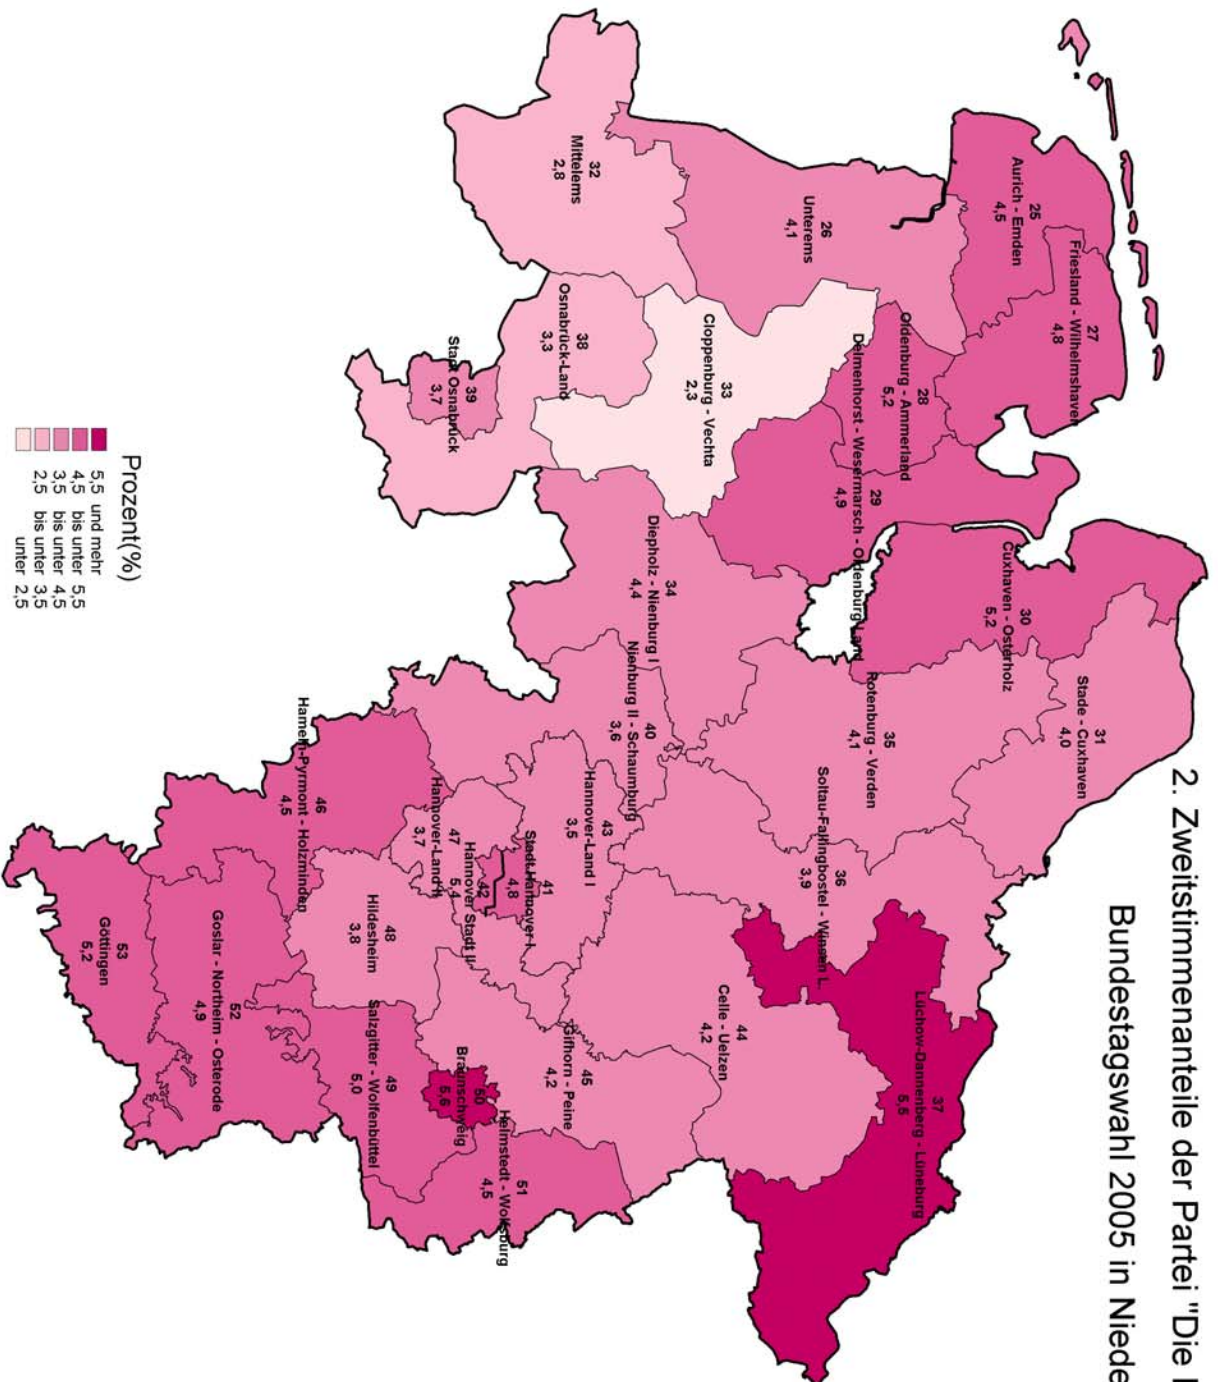 2. Zweitstimmenanteile der Partei "Die
Bundestagswahl 2005 in Niede
25
Aurich - Emden
4,5
27
Friesland - Wilhelmshaven
4,8
26
Unterems
4,1
28
Oldenburg - Ammerland
5,2
29
Delmenhorst - Wesermarsch - Oldenburg-Land
4,9
30
Cuxhaven - Osterholz
5,2
31
Stade - Cuxhaven
4,0
32
Mittelems
2,8
33
Cloppenburg - Vechta
2,3
34
Diepholz - Nienburg I
4,4
35
Rotenburg - Verden
4,1
36
Soltau-Fallingbostel - Winsen L.
3,9
37
Lüchow-Dannenberg - Lüneburg
5,5
38
Osnabrück-Land
3,3
39
Stadt Osnabrück
3,7
40
Nienburg II - Schaumburg
3,6
41
Stadt Hannover I
4,8
42
Hannover Stadt II
5,4
43
Hannover-Land I
3,5
44
Celle - Uelzen
4,2
45
Gifhorn - Peine
4,2
46
Hameln-Pyrmont - Holzminden
4,5
47
Hannover-Land II
3,7
48
Hildesheim
3,8
49
Salzgitter - Wolfenbüttel
5,0
50
Braunschweig
5,6
51
Helmstedt - Wolfsburg
4,5
52
Goslar - Northeim - Osterode
4,9
53
Göttingen
5,2
Prozent(%)
5,5 und mehr
4,5 bis unter 5,5
3,5 bis unter 4,5
2,5 bis unter 3,5
unter 2,5